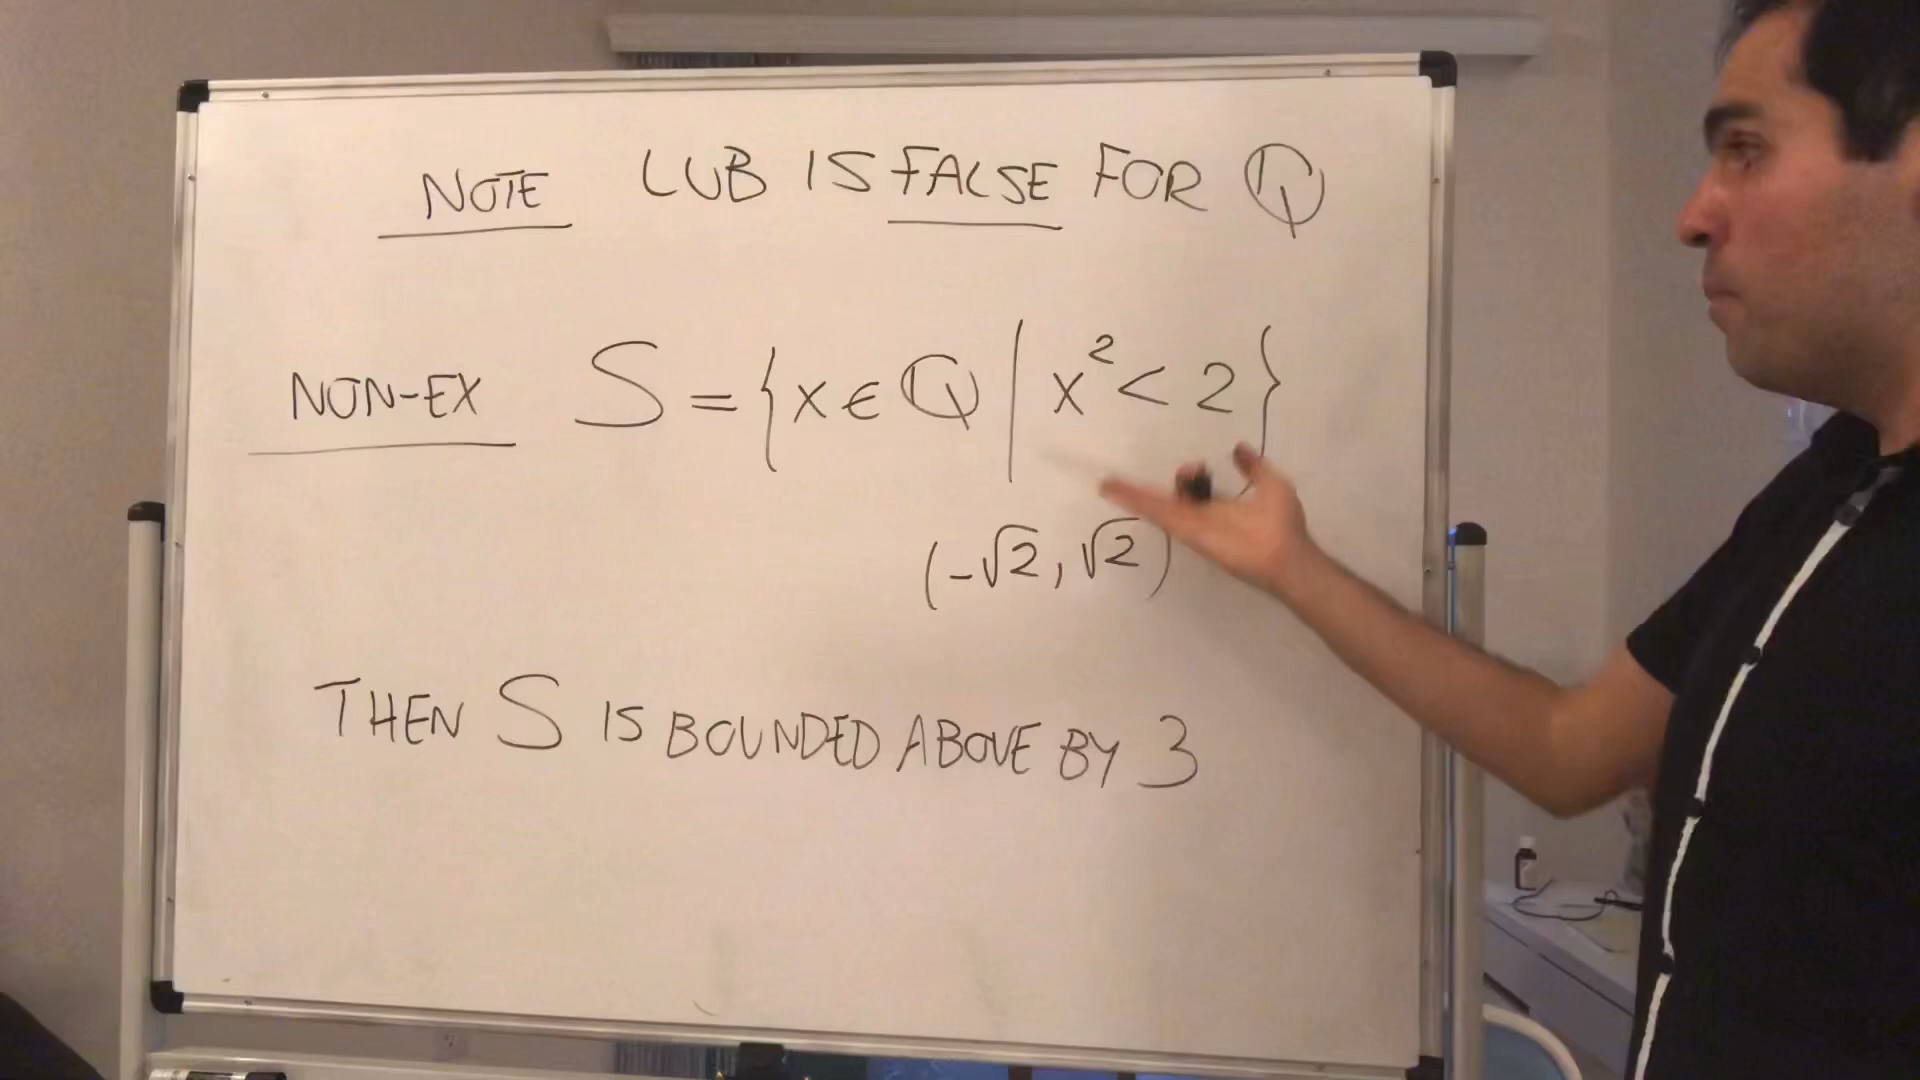 NOTE LUB IS FALSE FOR ℚ
NON-EX S = {x ∈ ℚ | x² < 2}
(-√2, √2)
THEN S IS BOUNDED ABOVE BY 3